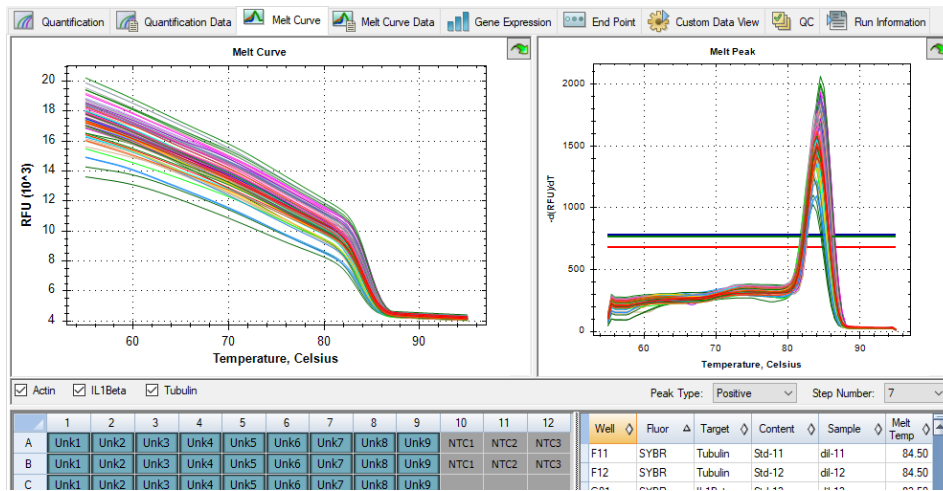 Quantification Quantification Data Melt Curve Melt Curve Data Gene Expression End Point Custom Data View QC Run Information
Melt Curve
20
18
16
14
12
10
8
6
4
RFU (10^3)
60 70 80 90
Temperature, Celsius
Melt Peak
2000
1500
1000
500
0
-d(RFU)/dT
60 70 80 90
Temperature, Celsius
Actin IL1Beta Tubulin
Peak Type: Positive Step Number: 7
1 2 3 4 5 6 7 8 9 10 11 12
A Unk1 Unk2 Unk3 Unk4 Unk5 Unk6 Unk7 Unk8 Unk9 NTC1 NTC2 NTC3
B Unk1 Unk2 Unk3 Unk4 Unk5 Unk6 Unk7 Unk8 Unk9 NTC1 NTC2 NTC3
C Unk1 Unk2 Unk3 Unk4 Unk5 Unk6 Unk7 Unk8 Unk9
Well Fluor Target Content Sample Melt Temp
F11 SYBR Tubulin Std-11 dil-11 84.50
F12 SYBR Tubulin Std-12 dil-12 84.50
SYBR IL1Beta